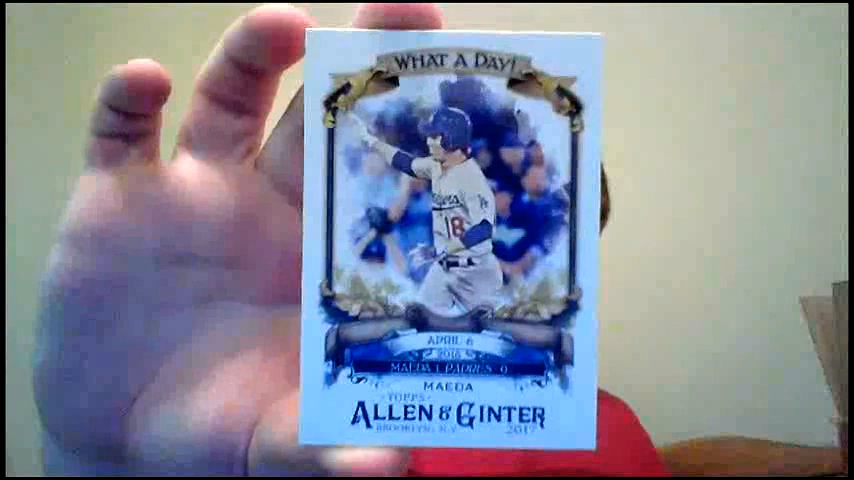 WHAT A DAY!
18
APRIL 6
2016
MAEDA 1, PADRES 0
MAEDA
TOPPS
ALLEN & GINTER
BROOKLYN, N.Y. 2017